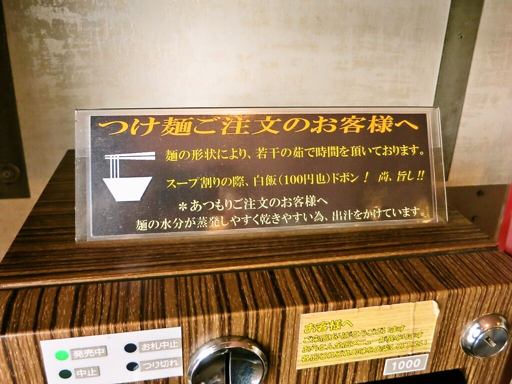 つけ麺ご注文のお客様へ
麺の形状により、若干の茹で時間を頂いております。
スープ割りの際、白飯(100円也)ドボン！ 尚、旨し!!
＊あつもりご注文のお客様へ
麺の水分が蒸発しやすく乾きやすい為、出汁をかけています。
発売中
お札中止
中止
つり切れ
お客様へ
1000